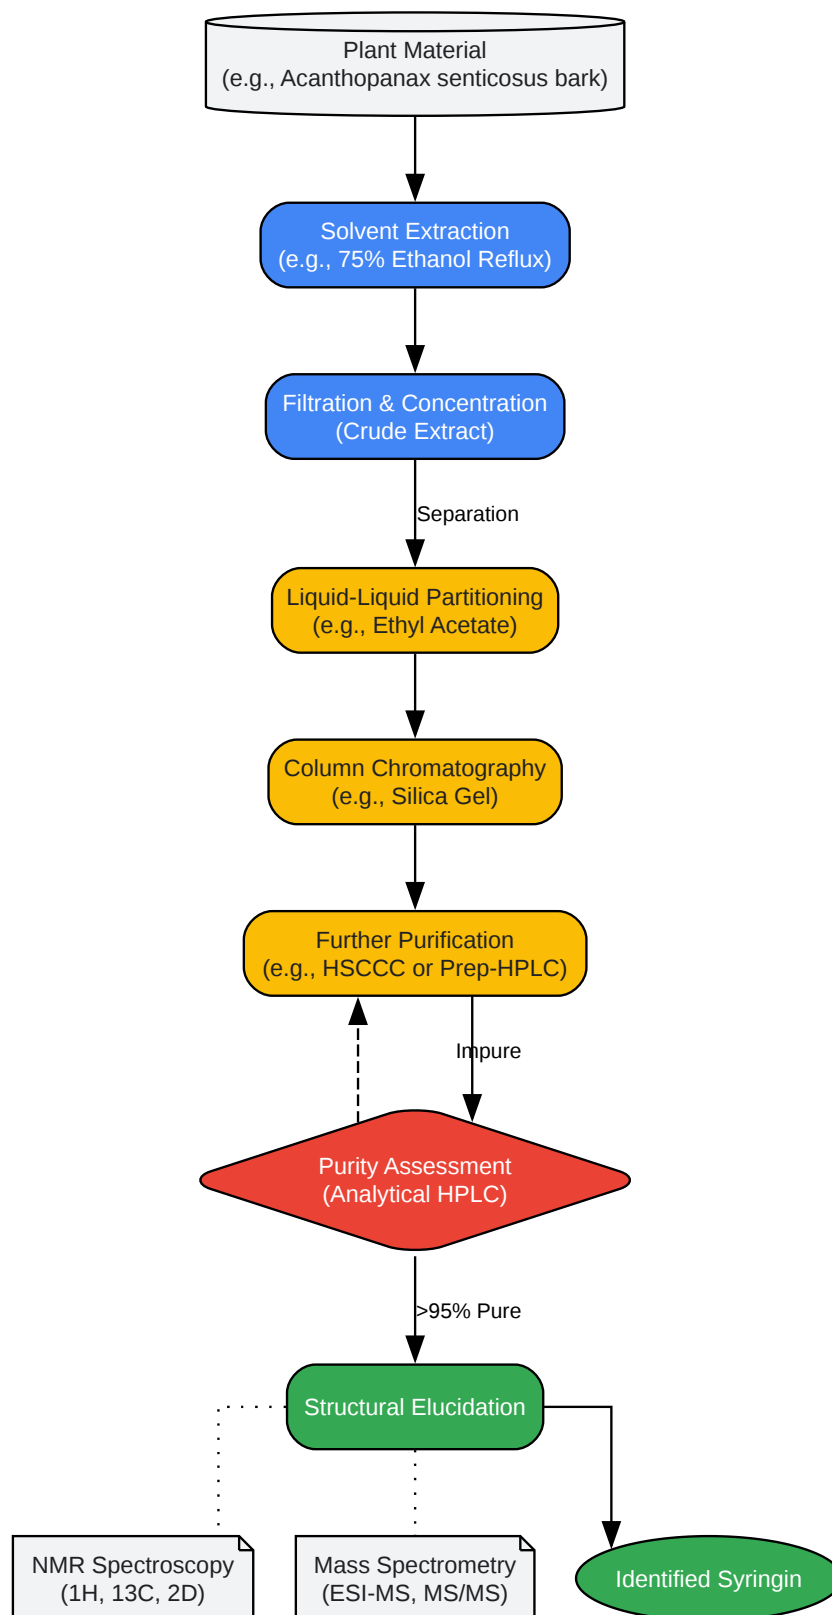 Plant Material
(e.g., Acanthopanax senticosus bark)
Solvent Extraction
(e.g., 75% Ethanol Reflux)
Filtration & Concentration
(Crude Extract)
Separation
Liquid-Liquid Partitioning
(e.g., Ethyl Acetate)
Column Chromatography
(e.g., Silica Gel)
Further Purification
(e.g., HSCCC or Prep-HPLC)
Impure
Purity Assessment
(Analytical HPLC)
>95% Pure
Structural Elucidation
NMR Spectroscopy
(1H, 13C, 2D)
Mass Spectrometry
(ESI-MS, MS/MS)
Identified Syringin